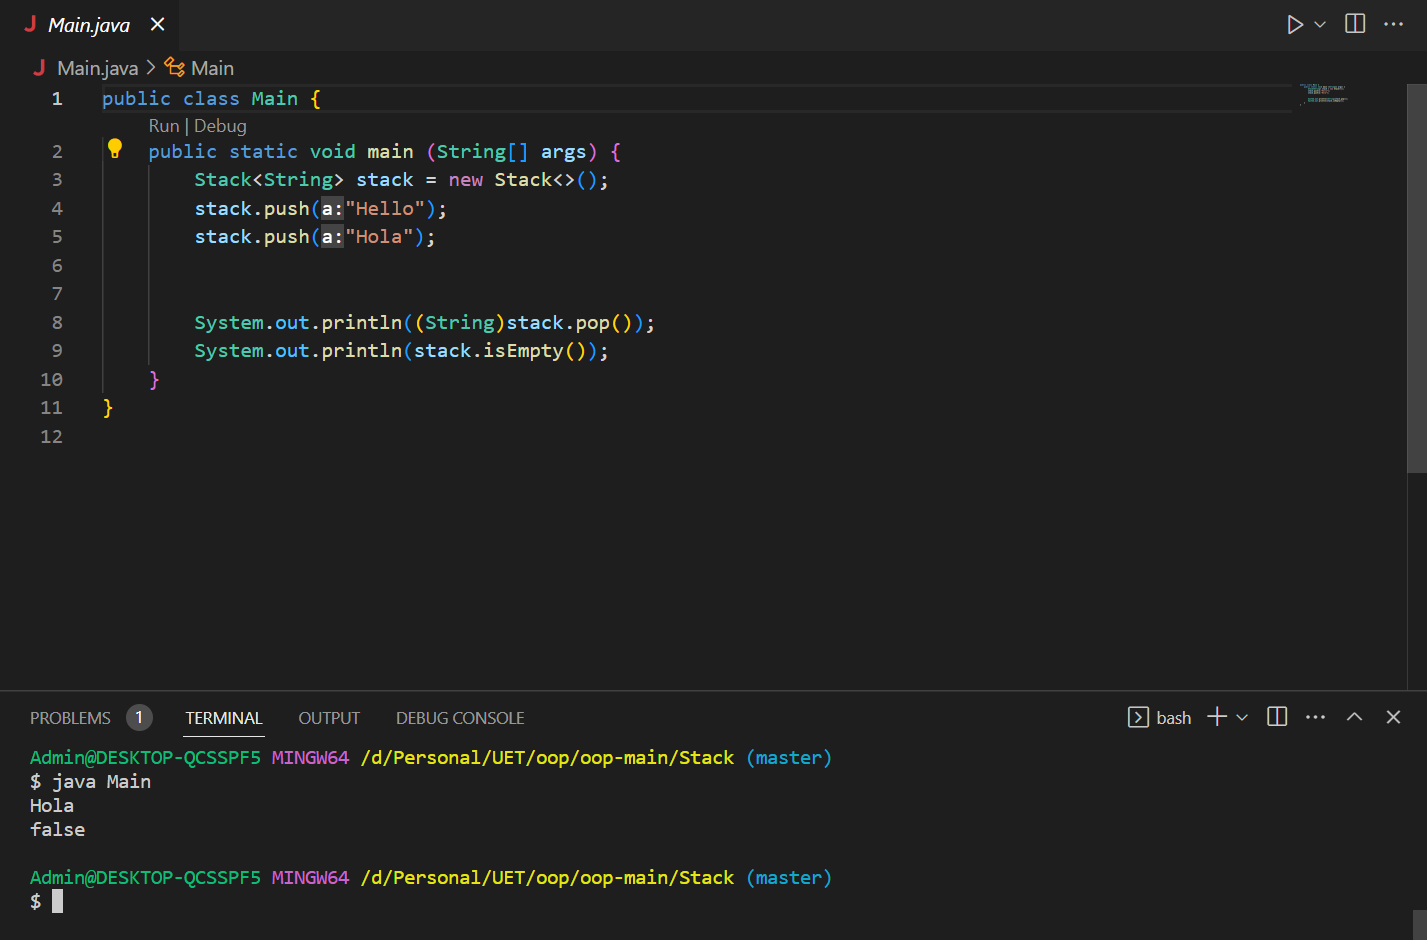 J Main.java ×
J Main.java > Main
1 public class Main {
Run | Debug
2 public static void main (String[] args) {
3 Stack<String> stack = new Stack<>();
4 stack.push(a:"Hello");
5 stack.push(a:"Hola");
6
7
8 System.out.println((String)stack.pop());
9 System.out.println(stack.isEmpty());
10 }
11 }
12
PROBLEMS 1 TERMINAL OUTPUT DEBUG CONSOLE bash
Admin@DESKTOP-QCSSPF5 MINGW64 /d/Personal/UET/oop/oop-main/Stack (master)
$ java Main
Hola
false
Admin@DESKTOP-QCSSPF5 MINGW64 /d/Personal/UET/oop/oop-main/Stack (master)
$